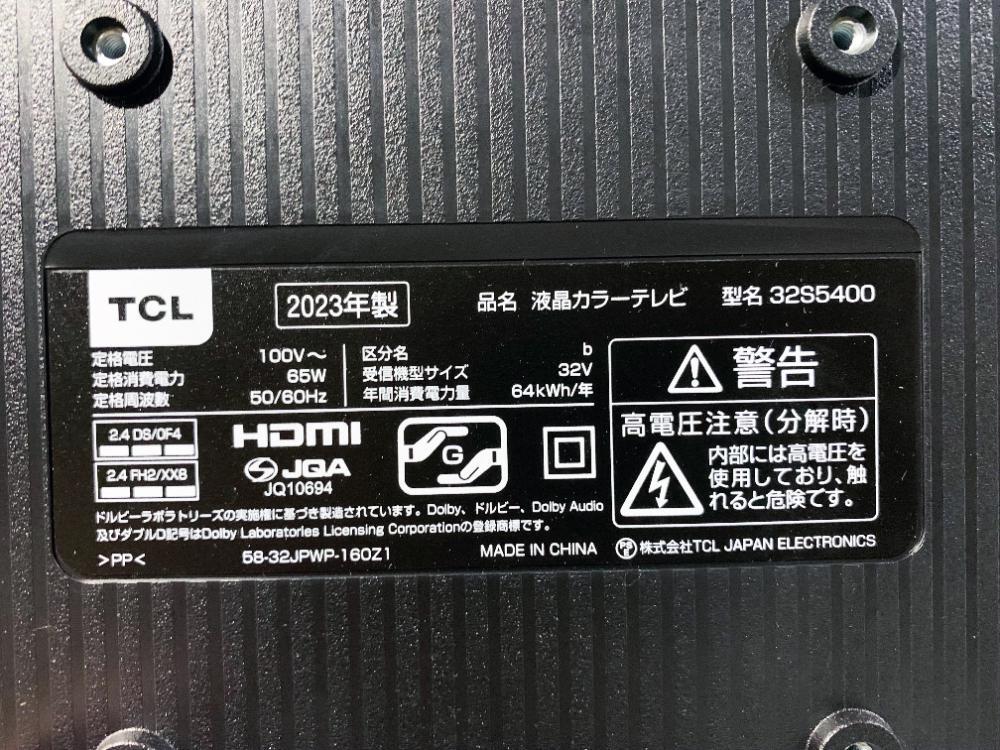 TCL
2023年製
品名 液晶カラーテレビ 型名 32S5400
定格電圧 100V～
定格消費電力 65W
定格周波数 50/60Hz
区分名 b
受信機型サイズ 32V
年間消費電力量 64kWh/年
警告
高電圧注意(分解時)
内部には高電圧を
使用しており、触
れると危険です。
2.4 DS/OF4
2.4 FH2/XX8
HDMI
JQA
JQ10694
G
ドルビーラボラトリーズの実施権に基づき製造されています。Dolby、ドルビー、Dolby Audio
及びダブルD記号はDolby Laboratories Licensing Corporationの登録商標です。
>PP< 58-32JPWP-160Z1 MADE IN CHINA 株式会社TCL JAPAN ELECTRONICS